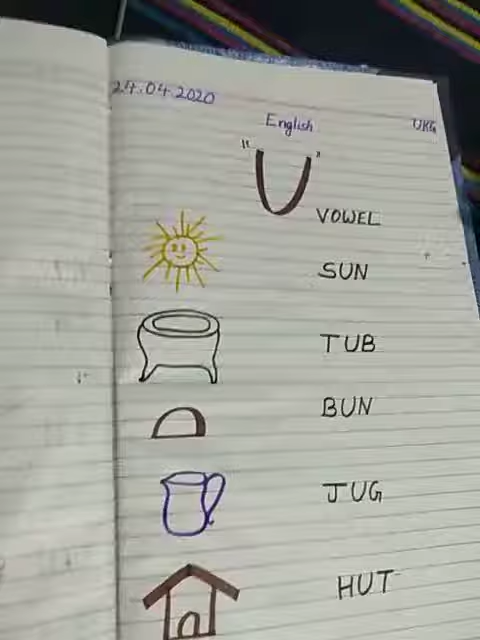 24.04.2020
English UKG
"U" VOWEL
SUN
TUB
BUN
JUG
HUT